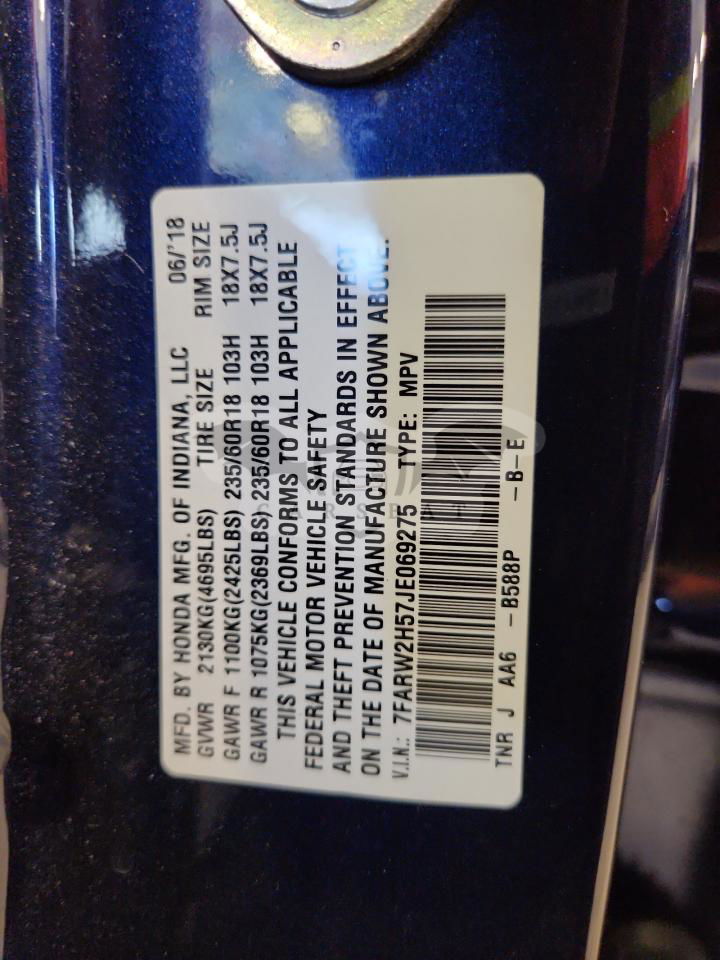 MFD. BY HONDA MFG. OF INDIANA, LLC 06/'18
GVWR 2130KG(4695LBS) TIRE SIZE RIM SIZE
GAWR F 1100KG(2425LBS) 235/60R18 103H 18X7.5J
GAWR R 1075KG(2369LBS) 235/60R18 103H 18X7.5J
THIS VEHICLE CONFORMS TO ALL APPLICABLE
FEDERAL MOTOR VEHICLE SAFETY
AND THEFT PREVENTION STANDARDS IN EFFECT
ON THE DATE OF MANUFACTURE SHOWN ABOVE.
V.I.N.: 7FARW2H57JE069275 TYPE: MPV
TNR J AA6 -B588P -B-E